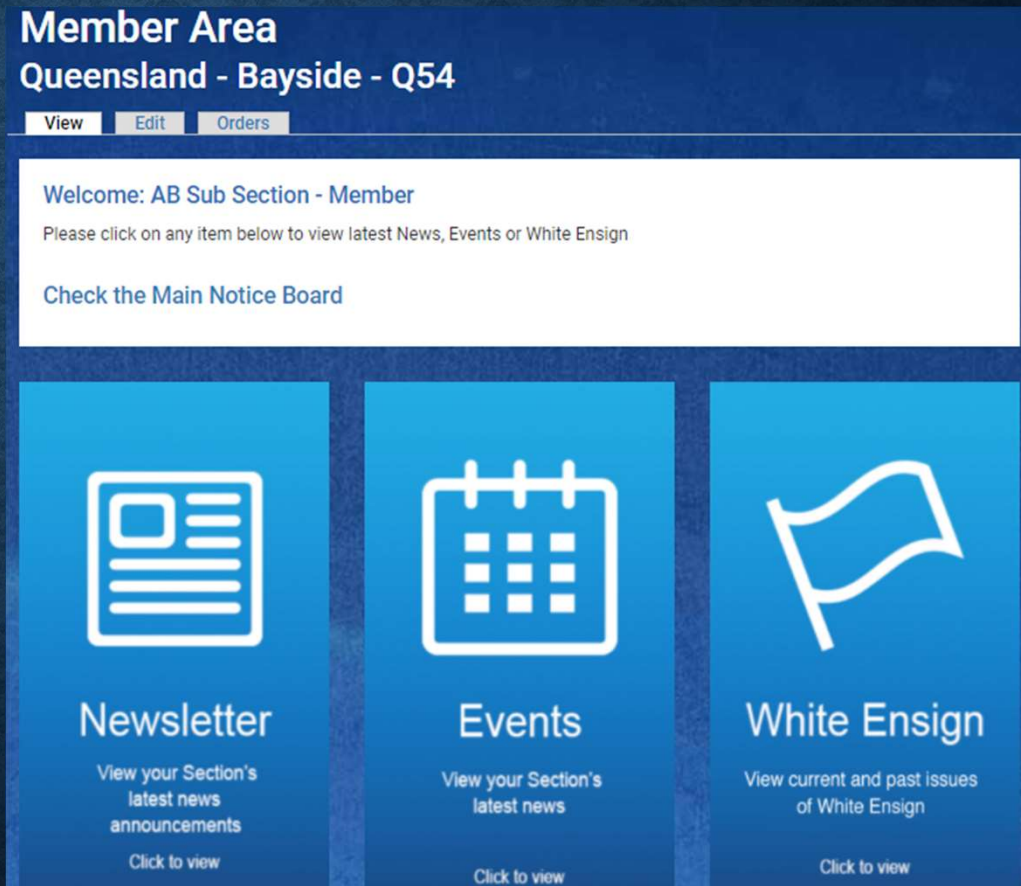 Member Area
Queensland - Bayside - Q54
View
Edit
Orders
Welcome: AB Sub Section - Member
Please click on any item below to view latest News, Events or White Ensign
Check the Main Notice Board
Newsletter
View your Section's
latest news
announcements
Click to view
Events
View your Section's
latest news
Click to view
White Ensign
View current and past issues
of White Ensign
Click to view